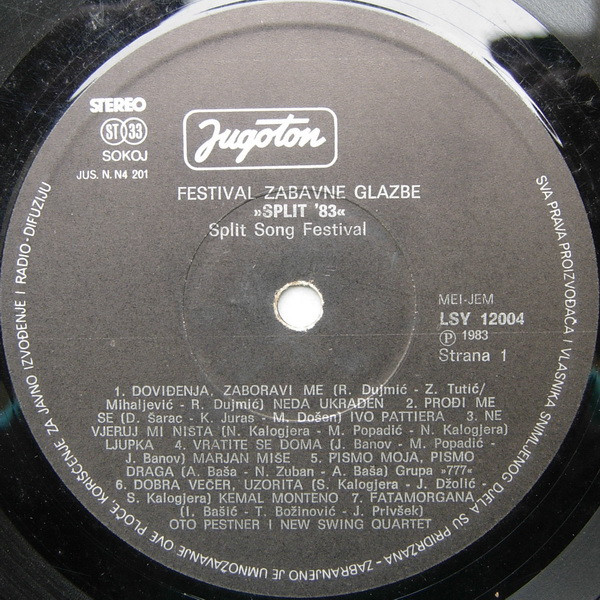 STEREO
ST 33
SOKOJ
JUS. N. N4 201
Jugoton
FESTIVAL ZABAVNE GLAZBE
»SPLIT '83«
Split Song Festival
MEI-JEM
LSY 12004
Ⓟ 1983
Strana 1
1. DOVIĐENJA, ZABORAVI ME (R. Dujmić - Z. Tutić/
Mihaljević - R. Dujmić) NEDA UKRADEN 2. PROĐI ME
SE (D. Šarac - K. Juras - M. Došen) IVO PATTIERA 3. NE
VJERUJ MI NIŠTA (N. Kalogjera - M. Popadić - N. Kalogjera)
LJUPKA 4. VRATITE SE DOMA (J. Banov - M. Popadić -
J. Banov) MARJAN MIŠE 5. PISMO MOJA, PISMO
DRAGA (A. Baša - N. Zuban - A. Baša) Grupa »777«
6. DOBRA VEČER, UZORITA (S. Kalogjera - J. Džolić -
S. Kalogjera) KEMAL MONTENO 7. FATAMORGANA
(I. Bašić - T. Božinović - J. Privšek)
OTO PESTNER I NEW SWING QUARTET
SVA PRAVA PROIZVOĐAČA I VLASNIKA SNIMLJENOG DJELA SU PRIDRŽANA - ZABRANJENO JE UMNOŽAVANJE OVE PLOČE, KORIŠĆENJE ZA JAVNO IZVOĐENJE I RADIO-DIFUZIJU